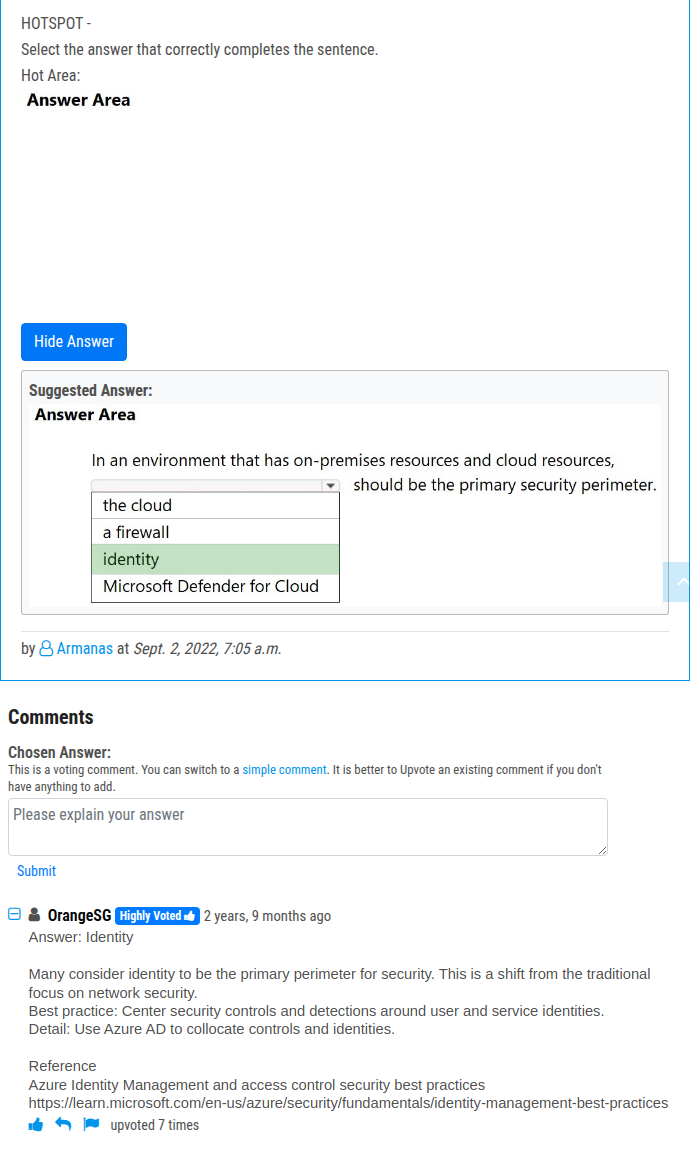 HOTSPOT -
Select the answer that correctly completes the sentence.
Hot Area:
Answer Area
Hide Answer
Suggested Answer:
Answer Area
In an environment that has on-premises resources and cloud resources,
should be the primary security perimeter.
the cloud
a firewall
identity
Microsoft Defender for Cloud
by Armanas at Sept. 2, 2022, 7:05 a.m.
Comments
Chosen Answer:
This is a voting comment. You can switch to a simple comment. It is better to Upvote an existing comment if you don't
have anything to add.
Please explain your answer
Submit
OrangeSG Highly Voted 2 years, 9 months ago
Answer: Identity
Many consider identity to be the primary perimeter for security. This is a shift from the traditional
focus on network security.
Best practice: Center security controls and detections around user and service identities.
Detail: Use Azure AD to collocate controls and identities.
Reference
Azure Identity Management and access control security best practices
https://learn.microsoft.com/en-us/azure/security/fundamentals/identity-management-best-practices
upvoted 7 times